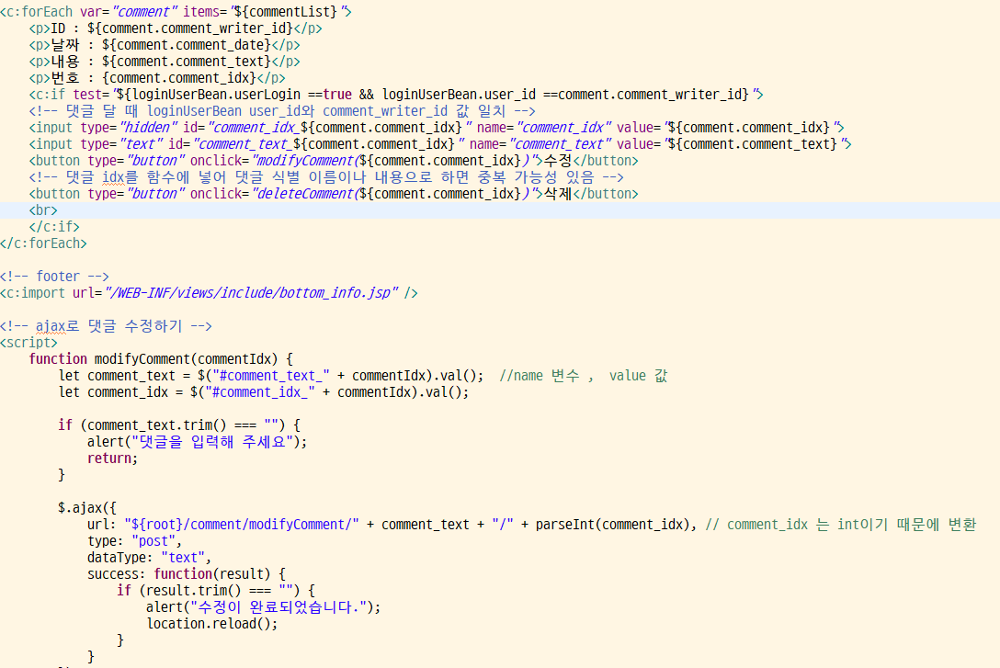 <c:forEach var="comment" items="${commentList}">
<p>ID : ${comment.comment_writer_id}</p>
<p>날짜 : ${comment.comment_date}</p>
<p>내용 : ${comment.comment_text}</p>
<p>번호 : {comment.comment_idx}</p>
<c:if test="${loginUserBean.userLogin ==true && loginUserBean.user_id ==comment.comment_writer_id}">
<!-- 댓글 달 때 loginUserBean user_id와 comment_writer_id 값 일치 -->
<input type="hidden" id="comment_idx_${comment.comment_idx}" name="comment_idx" value="${comment.comment_idx}">
<input type="text" id="comment_text_${comment.comment_idx}" name="comment_text" value="${comment.comment_text}">
<button type="button" onclick="modifyComment(${comment.comment_idx})">수정</button>
<!-- 댓글 idx를 함수에 넣어 댓글 식별 이름이나 내용으로 하면 중복 가능성 있음 -->
<button type="button" onclick="deleteComment(${comment.comment_idx})">삭제</button>
<br>
</c:if>
</c:forEach>
<!-- footer -->
<c:import url="/WEB-INF/views/include/bottom_info.jsp" />
<!-- ajax로 댓글 수정하기 -->
<script>
function modifyComment(commentIdx) {
let comment_text = $("#comment_text_" + commentIdx).val();  //name 변수 ,  value 값
let comment_idx = $("#comment_idx_" + commentIdx).val();
if (comment_text.trim() === "") {
alert("댓글을 입력해 주세요");
return;
}
$.ajax({
url: "${root}/comment/modifyComment/" + comment_text + "/" + parseInt(comment_idx), // comment_idx 는 int이기 때문에 변환
type: "post",
dataType: "text",
success: function(result) {
if (result.trim() === "") {
alert("수정이 완료되었습니다.");
location.reload();
}
}